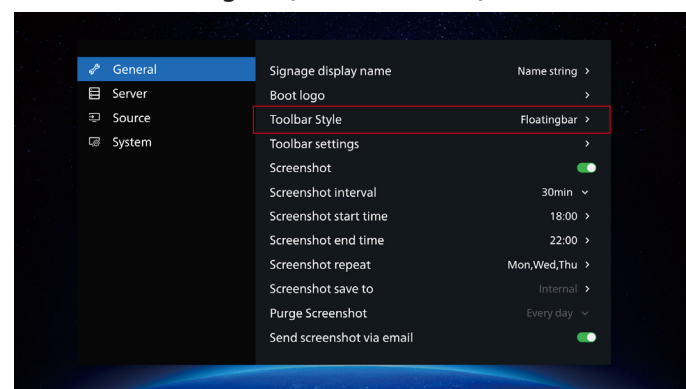 General
Server
Source
System
Signage display name Name string >
Boot logo >
Toolbar Style Floatingbar >
Toolbar settings >
Screenshot
Screenshot interval 30min
Screenshot start time 18:00 >
Screenshot end time 22:00 >
Screenshot repeat Mon,Wed,Thu >
Screenshot save to Internal >
Purge Screenshot Every day
Send screenshot via email